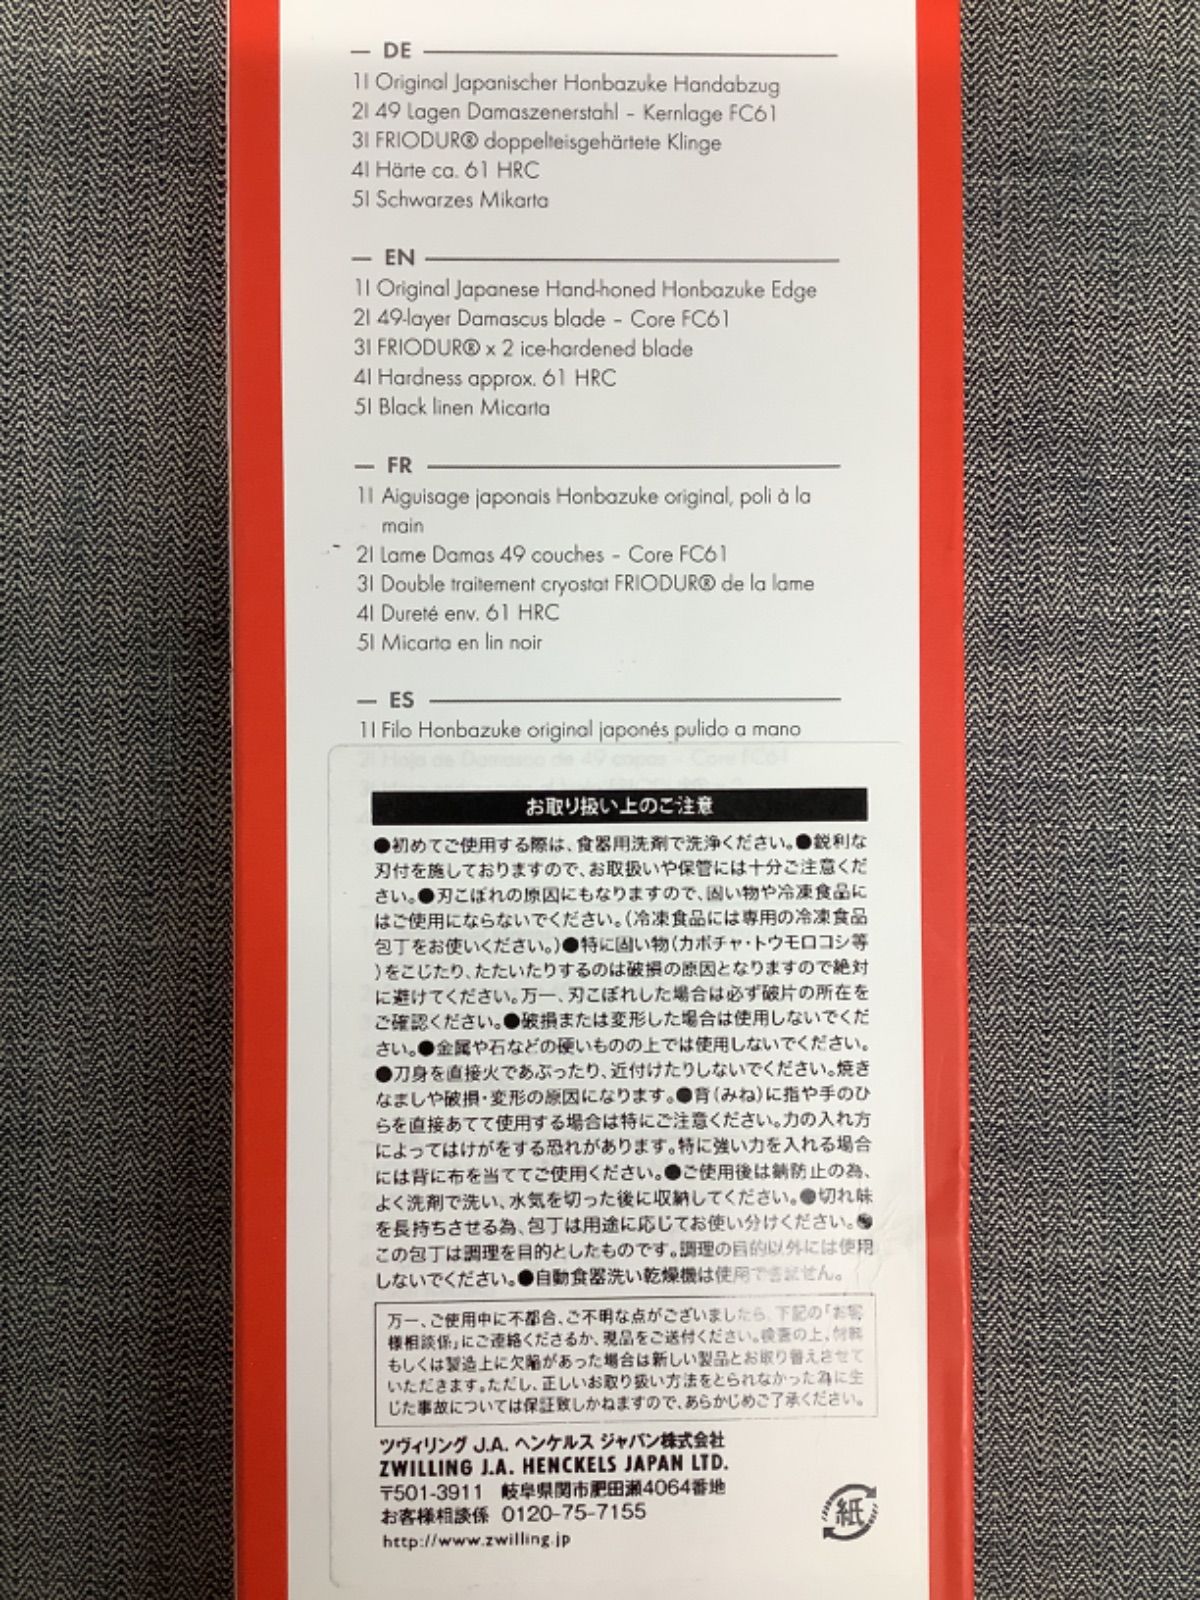 DE
1| Original Japanischer Honbazuke Handabzug
2| 49 Lagen Damaszenerstahl – Kernlage FC61
3| FRIODUR® doppelteisgehärtete Klinge
4| Härte ca. 61 HRC
5| Schwarzes Mikarta
EN
1| Original Japanese Hand-honed Honbazuke Edge
2| 49-layer Damascus blade – Core FC61
3| FRIODUR® x 2 ice-hardened blade
4| Hardness approx. 61 HRC
5| Black linen Micarta
FR
1| Aiguisage japonais Honbazuke original, poli à la
main
2| Lame Damas 49 couches – Core FC61
3| Double traitement cryostat FRIODUR® de la lame
4| Dureté env. 61 HRC
5| Micarta en lin noir
ES
1| Filo Honbazuke original japonés pulido a mano
2| Hoja de Damasco de 49 capas – Core FC61
お取り扱い上のご注意
●初めてご使用する際は、食器用洗剤で洗浄ください。●鋭利な
刃付を施しておりますので、お取扱いや保管には十分ご注意くだ
さい。●刃こぼれの原因にもなりますので、固い物や冷凍食品に
はご使用にならないでください。(冷凍食品には専用の冷凍食品
包丁をお使いください。)●特に固い物(カボチャ・トウモロコシ等
)をこじたり、たたいたりするのは破損の原因となりますので絶対
に避けてください。万一、刃こぼれした場合は必ず破片の所在を
ご確認ください。●破損または変形した場合は使用しないでくだ
さい。●金属や石などの硬いものの上では使用しないでください。
●刀身を直接火であぶったり、近付けたりしないでください。焼き
なましや破損・変形の原因になります。●背(みね)に指や手のひ
らを直接あてて使用する場合は特にご注意ください。力の入れ方
によってはけがをする恐れがあります。特に強い力を入れる場合
には背に布を当ててご使用ください。●ご使用後は錆防止の為、
よく洗剤で洗い、水気を切った後に収納してください。●切れ味
を長持ちさせる為、包丁は用途に応じてお使い分けください。●
この包丁は調理を目的としたものです。調理の目的以外には使用
しないでください。●自動食器洗い乾燥機は使用できません。
万一、ご使用中に不都合、ご不明な点がございましたら、下記の「お客
様相談係」にご連絡くださるか、現品をご送付ください。検査の上、材料
もしくは製造上に欠陥があった場合は新しい製品とお取り替えさせて
いただきます。ただし、正しいお取り扱い方法をとられなかった為に生
じた事故については保証致しかねますので、あらかじめご了承ください。
ツヴィリング J.A. ヘンケルス ジャパン株式会社
ZWILLING J.A. HENCKELS JAPAN LTD.
〒501-3911 岐阜県関市肥田瀬4064番地
お客様相談係 0120-75-7155
http://www.zwilling.jp
紙